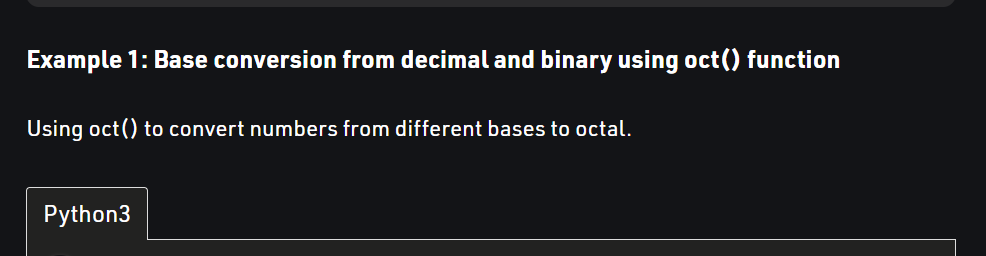 Example 1: Base conversion from decimal and binary using oct() function
Using oct() to convert numbers from different bases to octal.
Python3